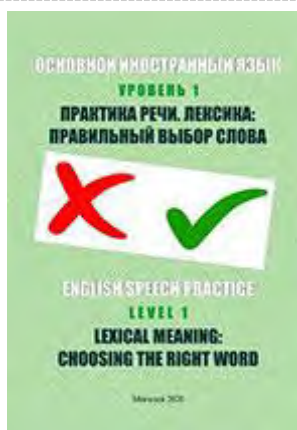 ОСНОВНОЙ ИНОСТРАННЫЙ ЯЗЫК
УРОВЕНЬ 1
ПРАКТИКА РЕЧИ. ЛЕКСИКА:
ПРАВИЛЬНЫЙ ВЫБОР СЛОВА
ENGLISH SPEECH PRACTICE
LEVEL 1
LEXICAL MEANING:
CHOOSING THE RIGHT WORD